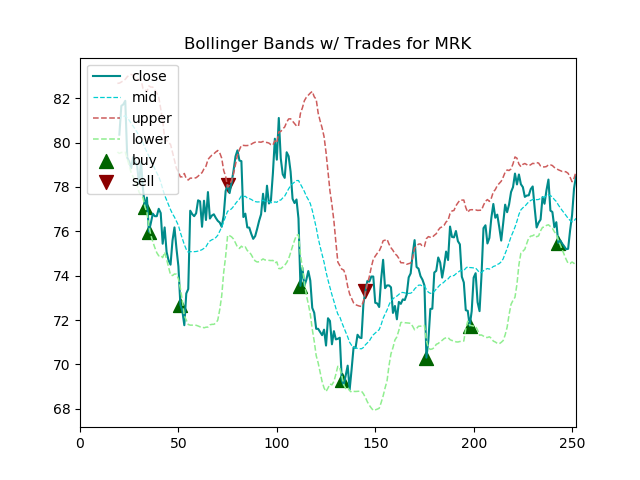 Bollinger Bands w/ Trades for MRK
close
mid
upper
lower
buy
sell
82
80
78
76
74
72
70
68
0 50 100 150 200 250